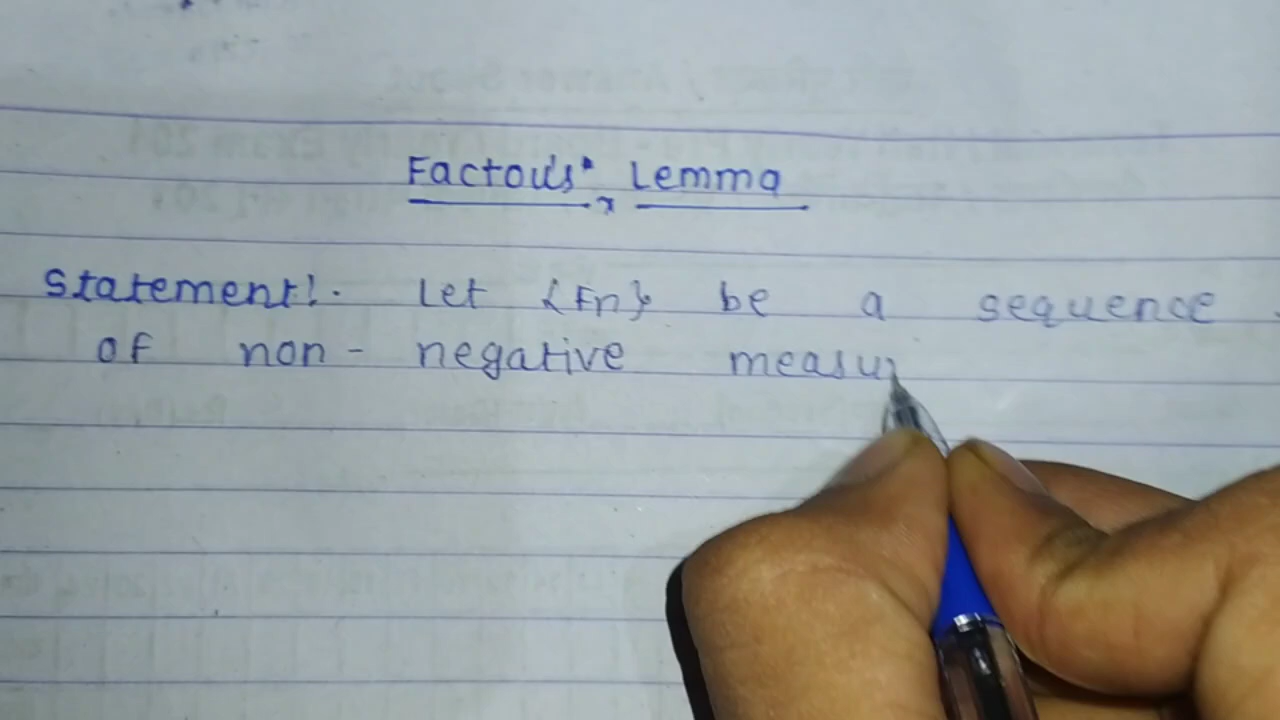 Factou's Lemma
Statement:- Let {Fn} be a sequence
of non-negative measu